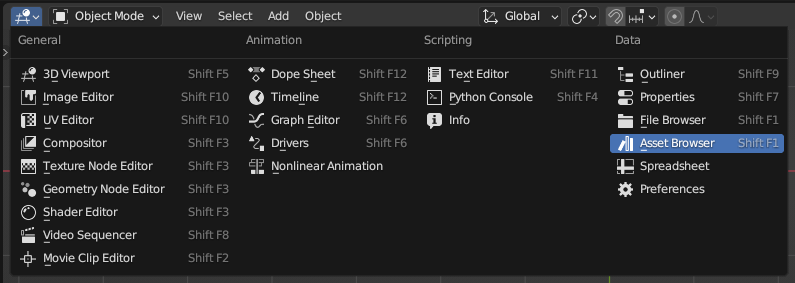 Object Mode View Select Add Object Global
General
3D Viewport Shift F5
Image Editor Shift F10
UV Editor Shift F10
Compositor Shift F3
Texture Node Editor Shift F3
Geometry Node Editor Shift F3
Shader Editor Shift F3
Video Sequencer Shift F8
Movie Clip Editor Shift F2
Animation
Dope Sheet Shift F12
Timeline Shift F12
Graph Editor Shift F6
Drivers Shift F6
Nonlinear Animation
Scripting
Text Editor Shift F11
Python Console Shift F4
Info
Data
Outliner Shift F9
Properties Shift F7
File Browser Shift F1
Asset Browser Shift F1
Spreadsheet
Preferences